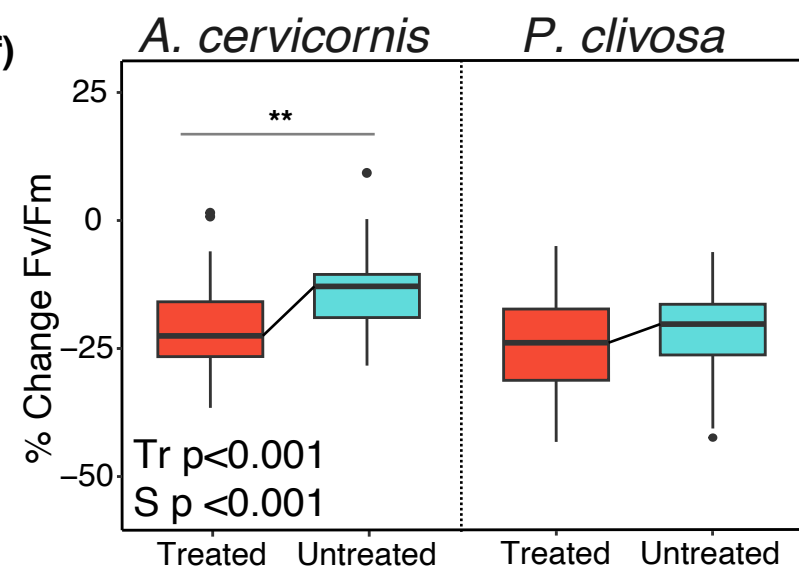 f)
A. cervicornis
P. clivosa
25
**
0
−25
−50
% Change Fv/Fm
Tr p<0.001
S p <0.001
Treated Untreated Treated Untreated